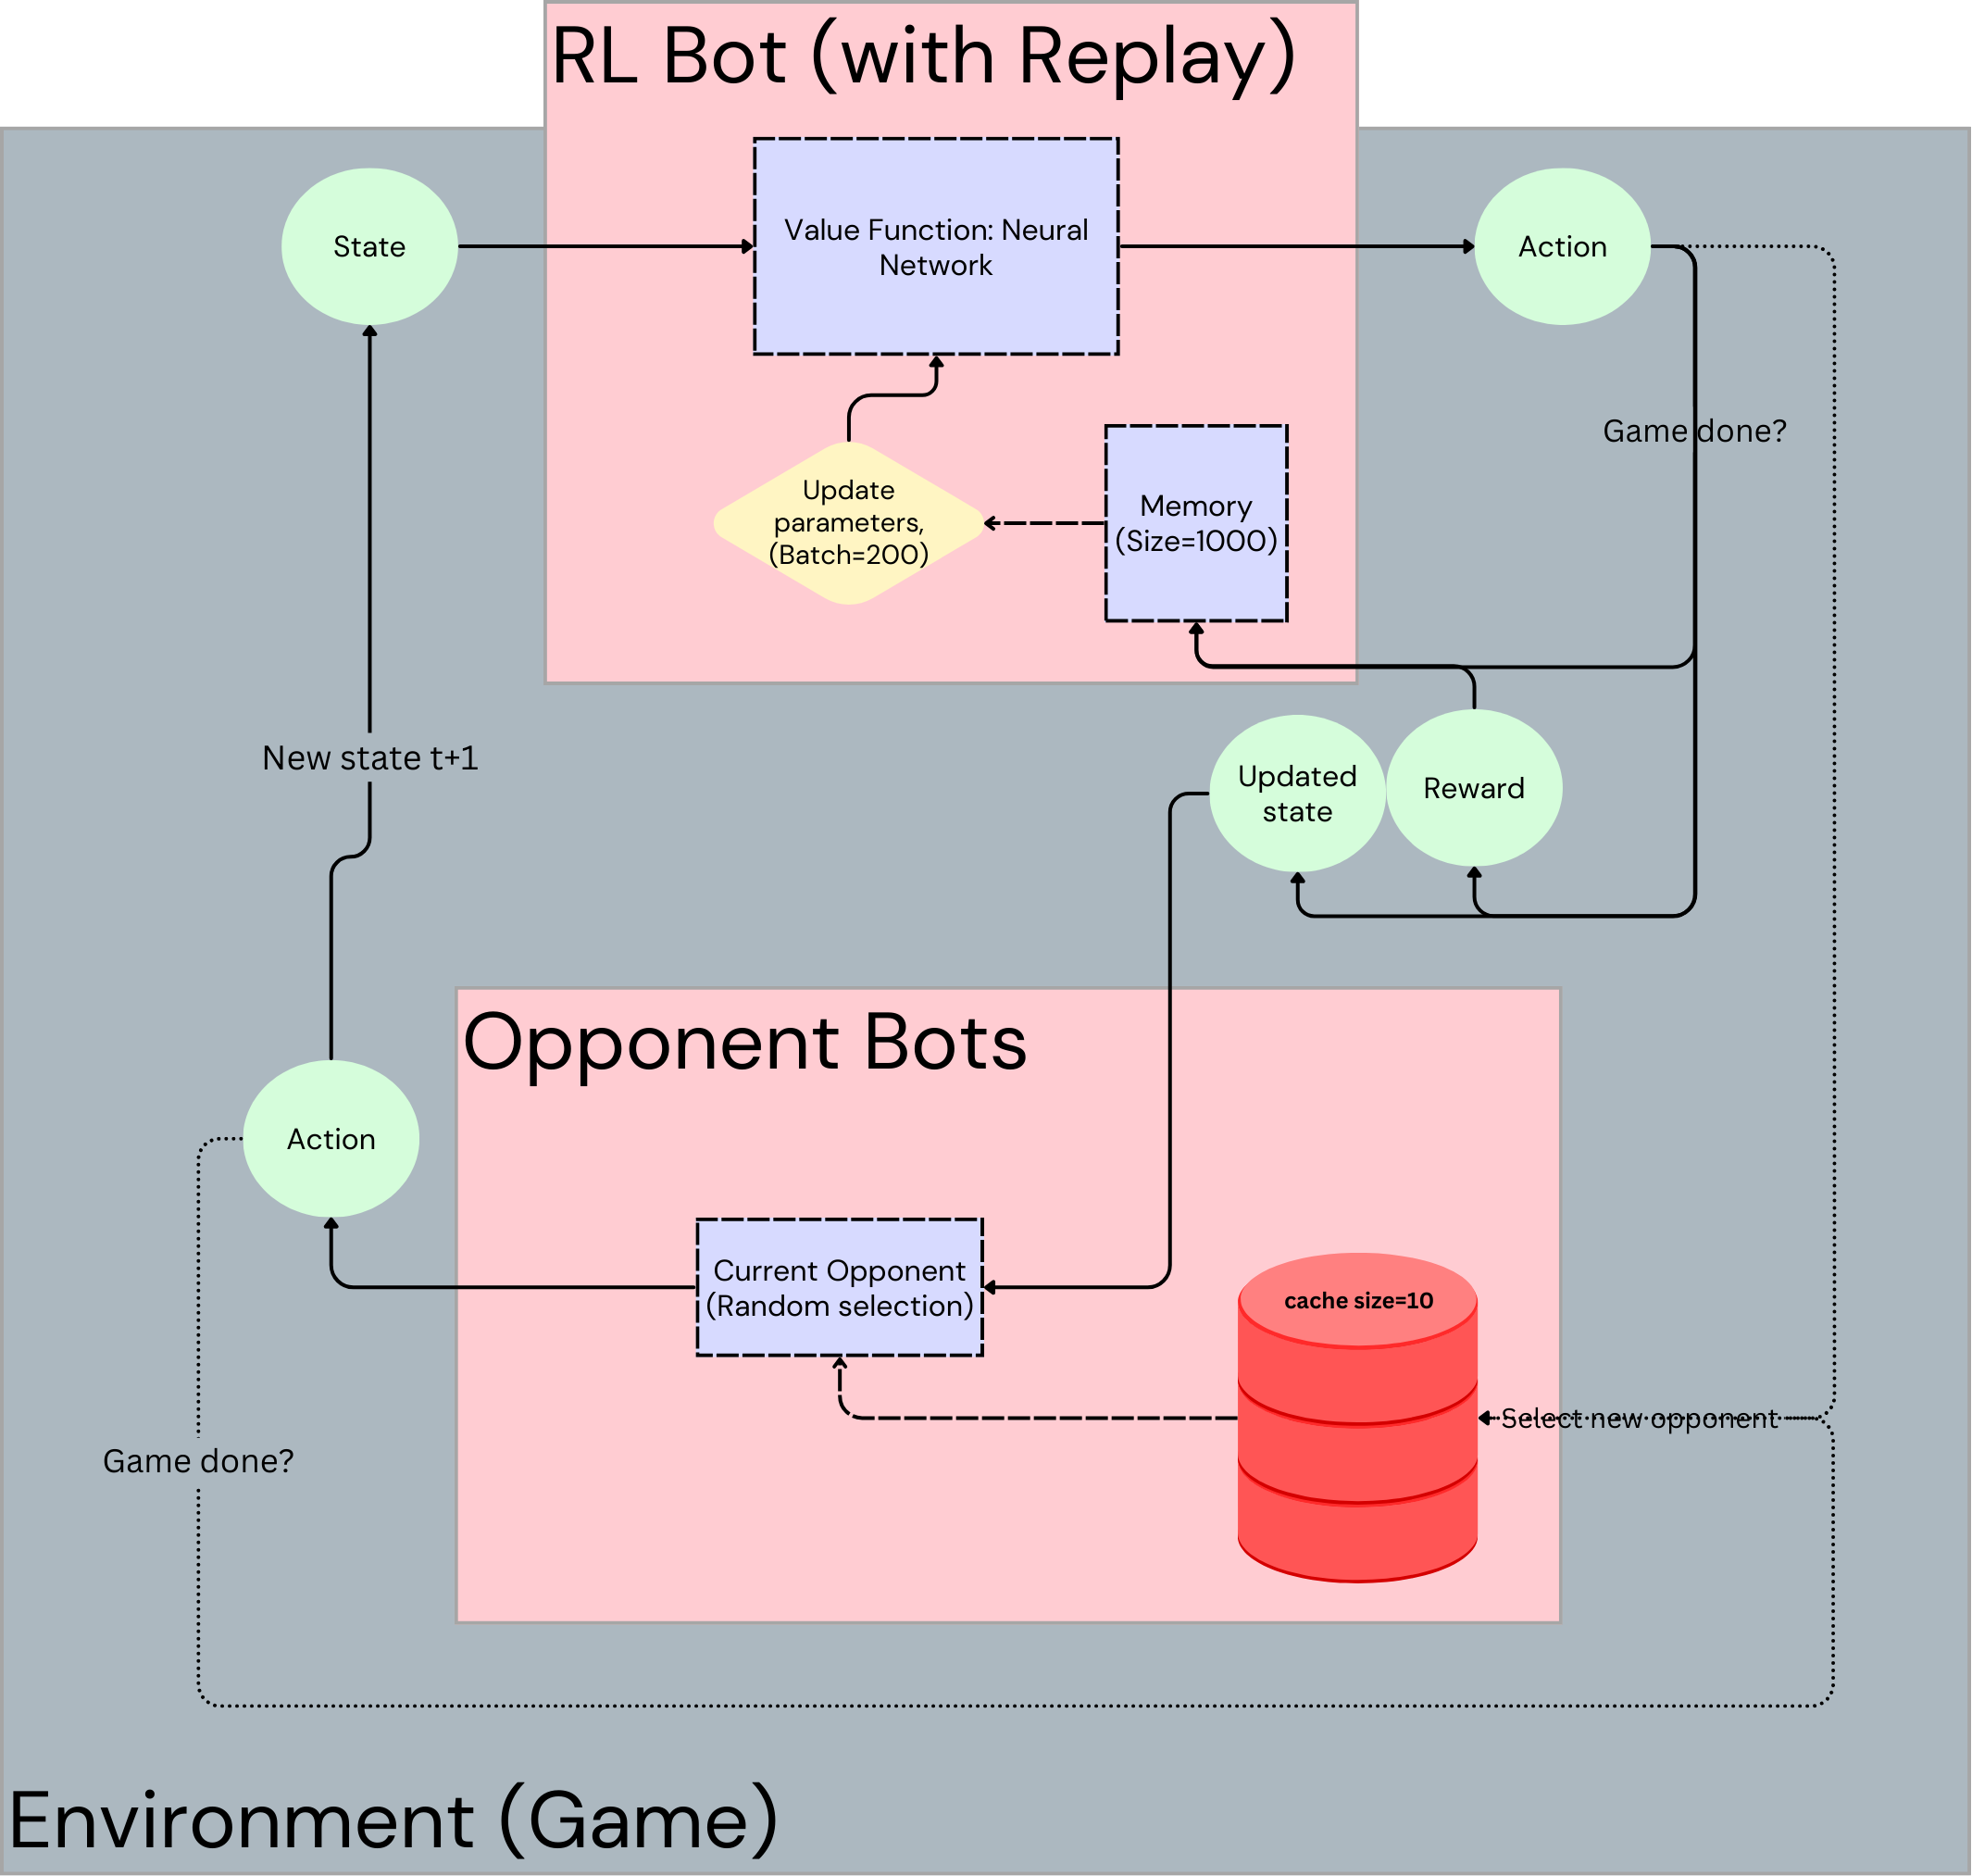 RL Bot (with Replay)
Value Function: Neural
Network
State
Action
Game done?
Update
parameters,
(Batch=200)
Memory
(Size=1000)
New state t+1
Updated
state
Reward
Opponent Bots
Action
Current Opponent
(Random selection)
cache size=10
Select new opponent
Game done?
Environment (Game)